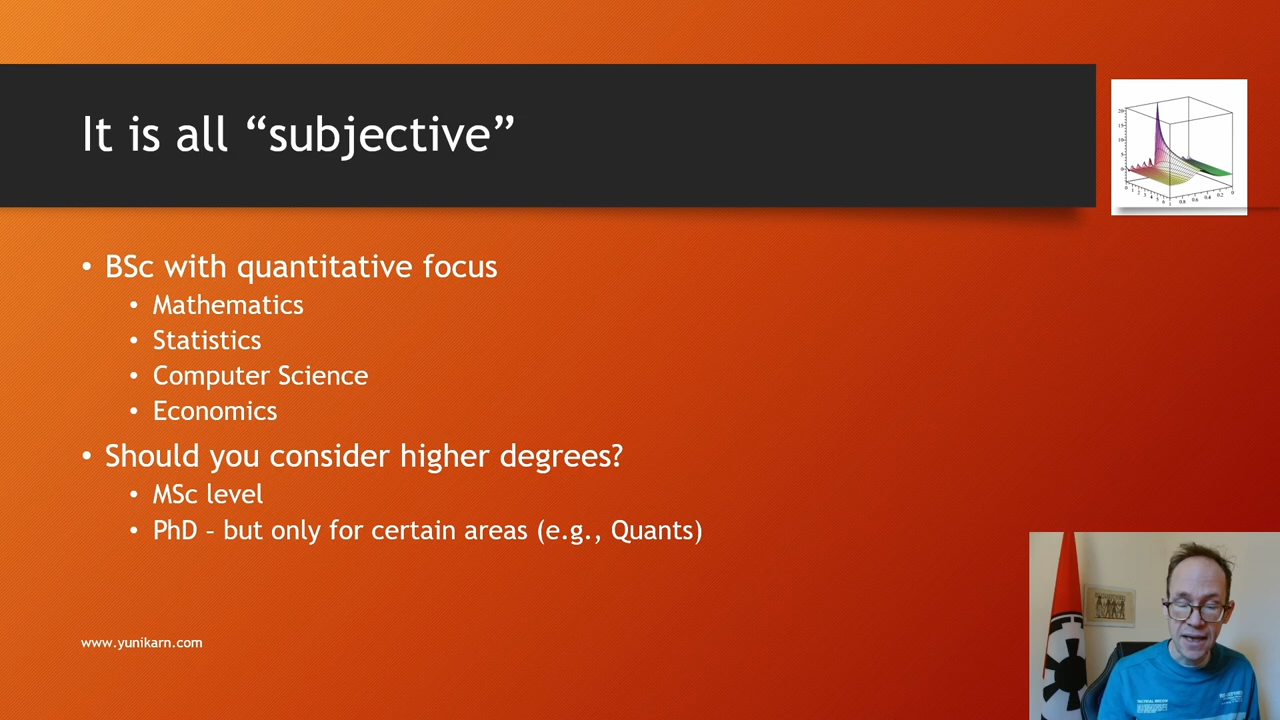 It is all “subjective”
• BSc with quantitative focus
• Mathematics
• Statistics
• Computer Science
• Economics
• Should you consider higher degrees?
• MSc level
• PhD – but only for certain areas (e.g., Quants)
www.yunikarn.com